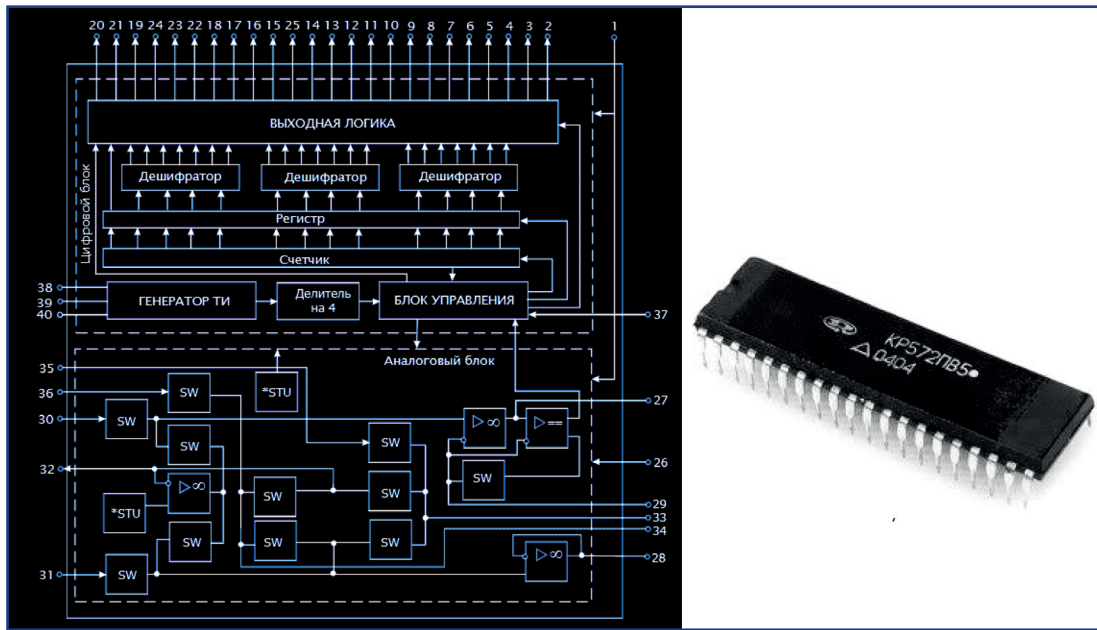 20 21 19 24 23 22 18 17 16 15 25 14 13 12 11 10 9 8 7 6 5 4 3 2 1
ВЫХОДНАЯ ЛОГИКА
Дешифратор Дешифратор Дешифратор
Цифровой блок
Регистр
Счетчик
38
39
40
ГЕНЕРАТОР ТИ
Делитель
на 4
БЛОК УПРАВЛЕНИЯ
37
Аналоговый блок
35
36
30
32
31
SW
*STU
SW
SW
▷∞
▷==
27
SW
SW
26
▷∞
SW
SW
SW
*STU
29
33
34
SW
SW
SW
SW
▷∞
28
КР572ПВ5
△0404